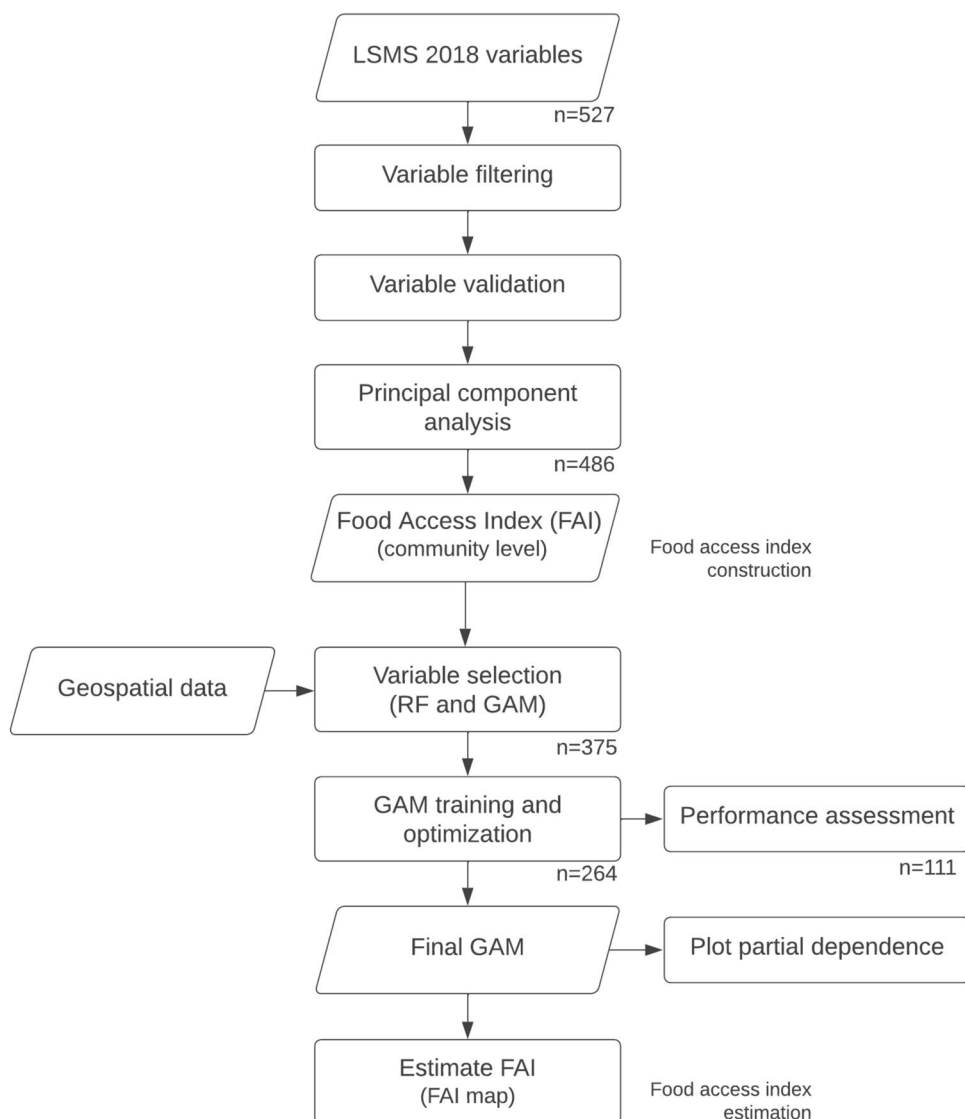 LSMS 2018 variables
n=527
Variable filtering
Variable validation
Principal component
analysis
n=486
Food Access Index (FAI)
(community level)
Food access index
construction
Geospatial data
Variable selection
(RF and GAM)
n=375
GAM training and
optimization
Performance assessment
n=264
n=111
Final GAM
Plot partial dependence
Estimate FAI
(FAI map)
Food access index
estimation